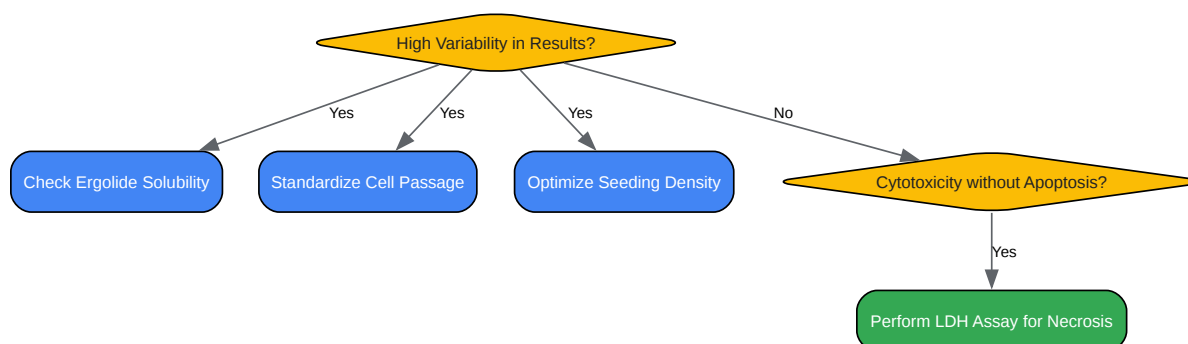 High Variability in Results?
Yes
Yes
Yes
No
Check Ergolide Solubility
Standardize Cell Passage
Optimize Seeding Density
Cytotoxicity without Apoptosis?
Yes
Perform LDH Assay for Necrosis